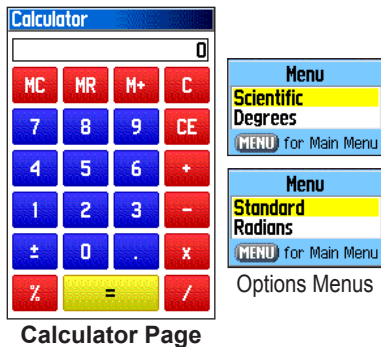 Calculator
0
MC MR M+ C
7 8 9 CE
4 5 6 +
1 2 3 -
± 0 . x
% = /
Calculator Page
Menu
Scientific
Degrees
MENU for Main Menu
Menu
Standard
Radians
MENU for Main Menu
Options Menus